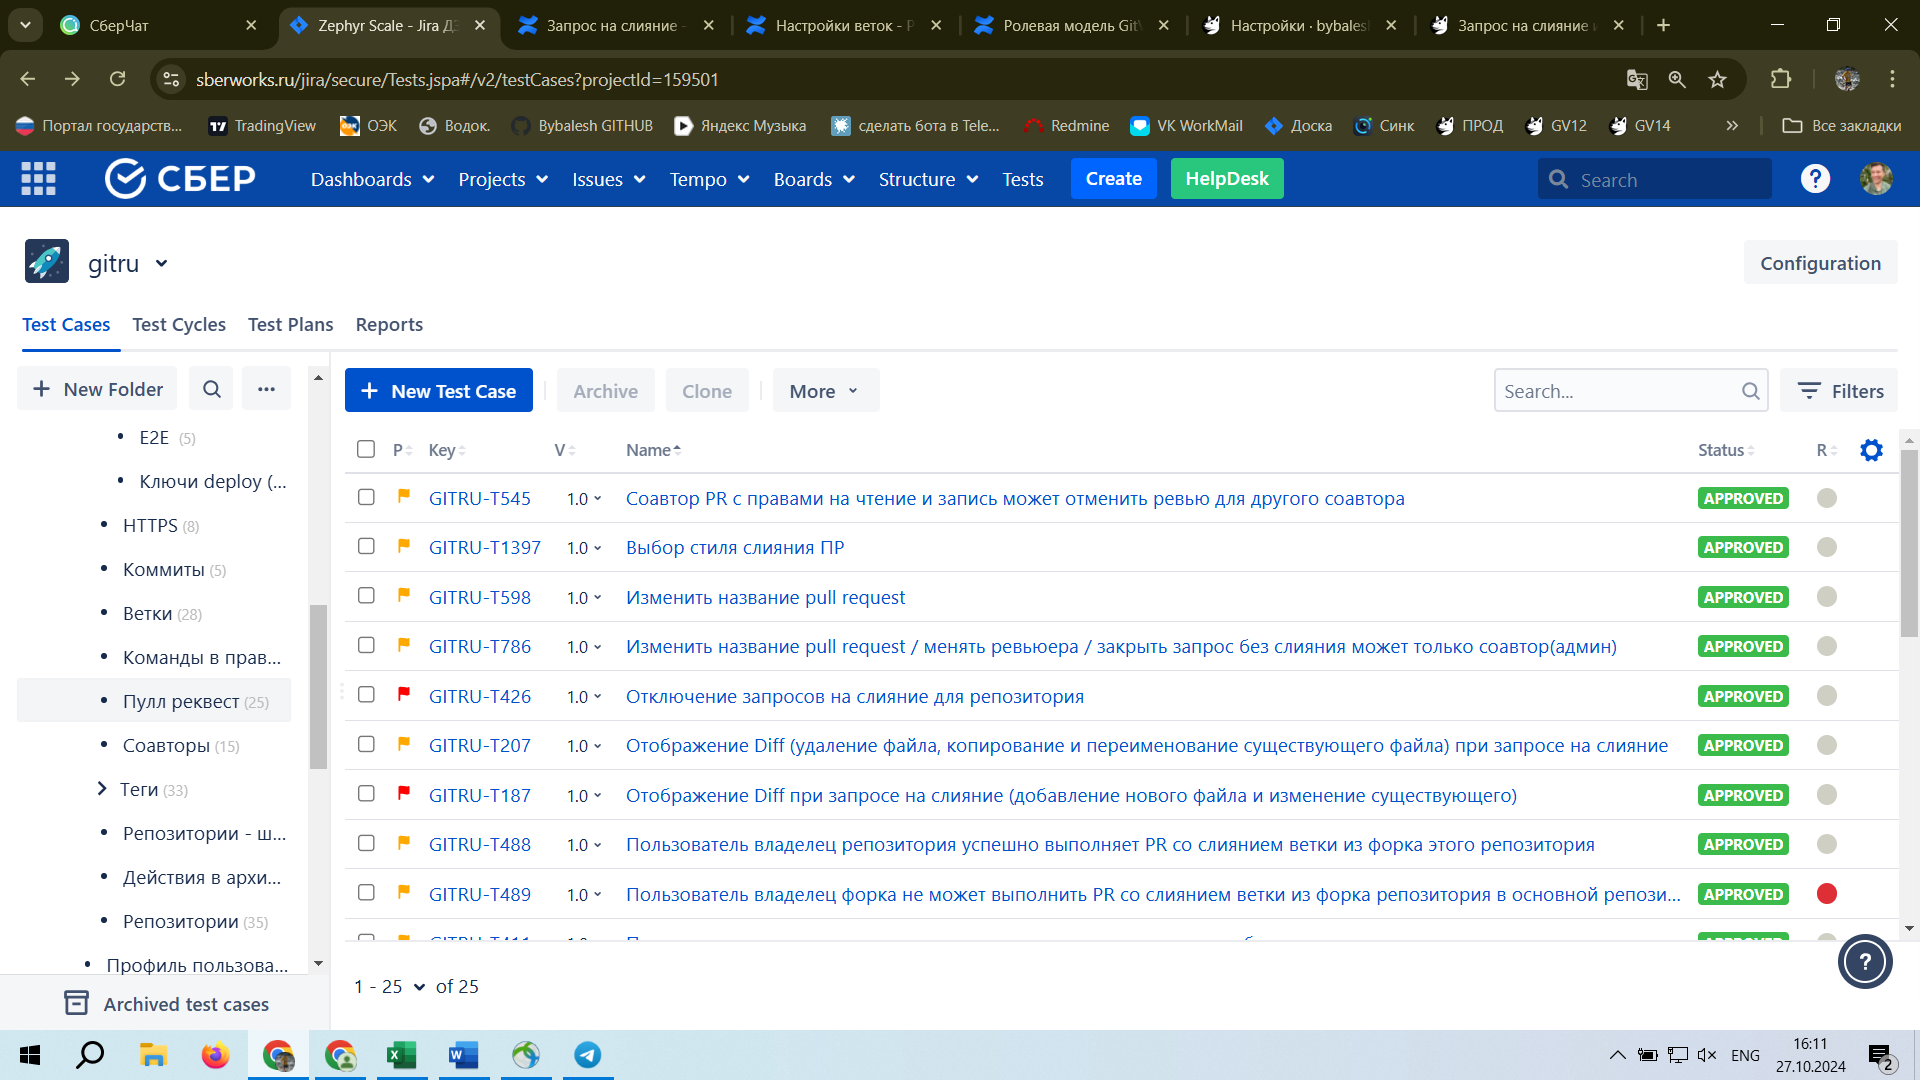 СберЧат
Zephyr Scale - Jira ДЗ
Запрос на слияние -
Настройки веток - Р
Ролевая модель Git
Настройки · bybales
Запрос на слияние
sberworks.ru/jira/secure/Tests.jspa#/v2/testCases?projectId=159501
Портал государств...
TradingView
ОЭК
Водок.
Bybalesh GITHUB
Яндекс Музыка
сделать бота в Tele...
Redmine
VK WorkMail
Доска
Синк
ПРОД
GV12
GV14
»
Все закладки
СБЕР
Dashboards
Projects
Issues
Tempo
Boards
Structure
Tests
Create
HelpDesk
Search
?
gitru
Configuration
Test Cases
Test Cycles
Test Plans
Reports
+ New Folder
...
• E2E (5)
• Ключи deploy (...
• HTTPS (8)
• Коммиты (5)
• Ветки (28)
• Команды в прав...
• Пулл реквест (25)
• Соавторы (15)
Теги (33)
• Репозитории - ш...
• Действия в архи...
• Репозитории (35)
• Профиль пользова...
Archived test cases
+ New Test Case
Archive
Clone
More
Search...
Filters
P Key V Name Status R
GITRU-T545 1.0 Соавтор PR с правами на чтение и запись может отменить ревью для другого соавтора APPROVED
GITRU-T1397 1.0 Выбор стиля слияния ПР APPROVED
GITRU-T598 1.0 Изменить название pull request APPROVED
GITRU-T786 1.0 Изменить название pull request / менять ревьюера / закрыть запрос без слияния может только соавтор(админ) APPROVED
GITRU-T426 1.0 Отключение запросов на слияние для репозитория APPROVED
GITRU-T207 1.0 Отображение Diff (удаление файла, копирование и переименование существующего файла) при запросе на слияние APPROVED
GITRU-T187 1.0 Отображение Diff при запросе на слияние (добавление нового файла и изменение существующего) APPROVED
GITRU-T488 1.0 Пользователь владелец репозитория успешно выполняет PR со слиянием ветки из форка этого репозитория APPROVED
GITRU-T489 1.0 Пользователь владелец форка не может выполнить PR со слиянием ветки из форка репозитория в основной репози... APPROVED
1 - 25 of 25
?
ENG
16:11
27.10.2024
2